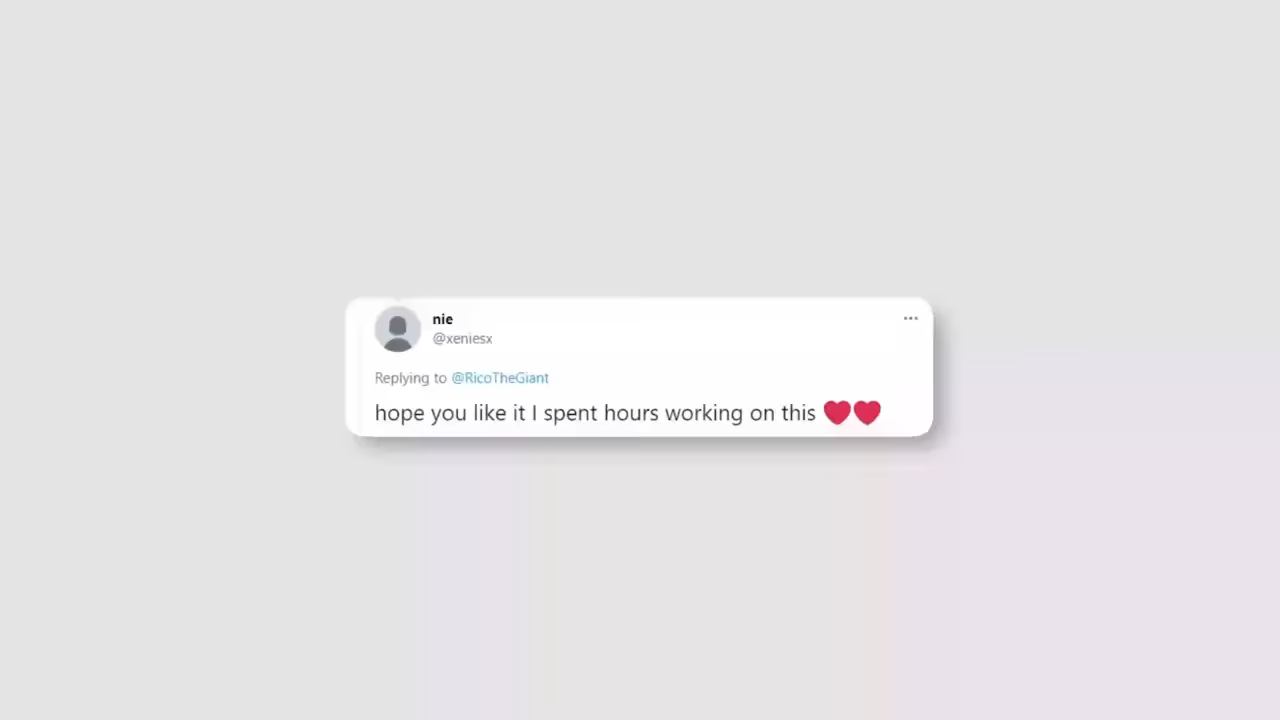 nie
@xeniesx
Replying to @RicoTheGiant
hope you like it I spent hours working on this ❤❤